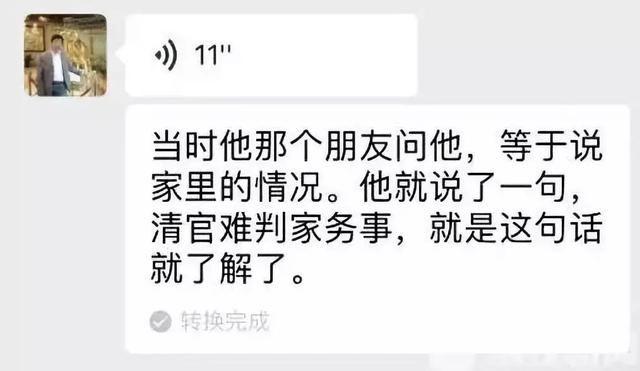 11"
当时他那个朋友问他，等于说
家里的情况。他就说了一句，
清官难判家务事，就是这句话
就了解了。
转换完成